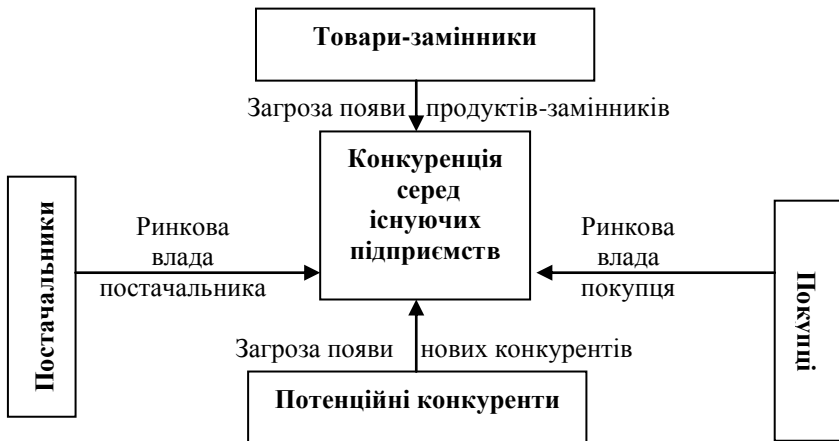 Товари-замінники
Загроза появи продуктів-замінників
Конкуренція
серед
існуючих
підприємств
Постачальники
Ринкова
влада
постачальника
Ринкова
влада
покупця
Покупці
Загроза появи нових конкурентів
Потенційні конкуренти